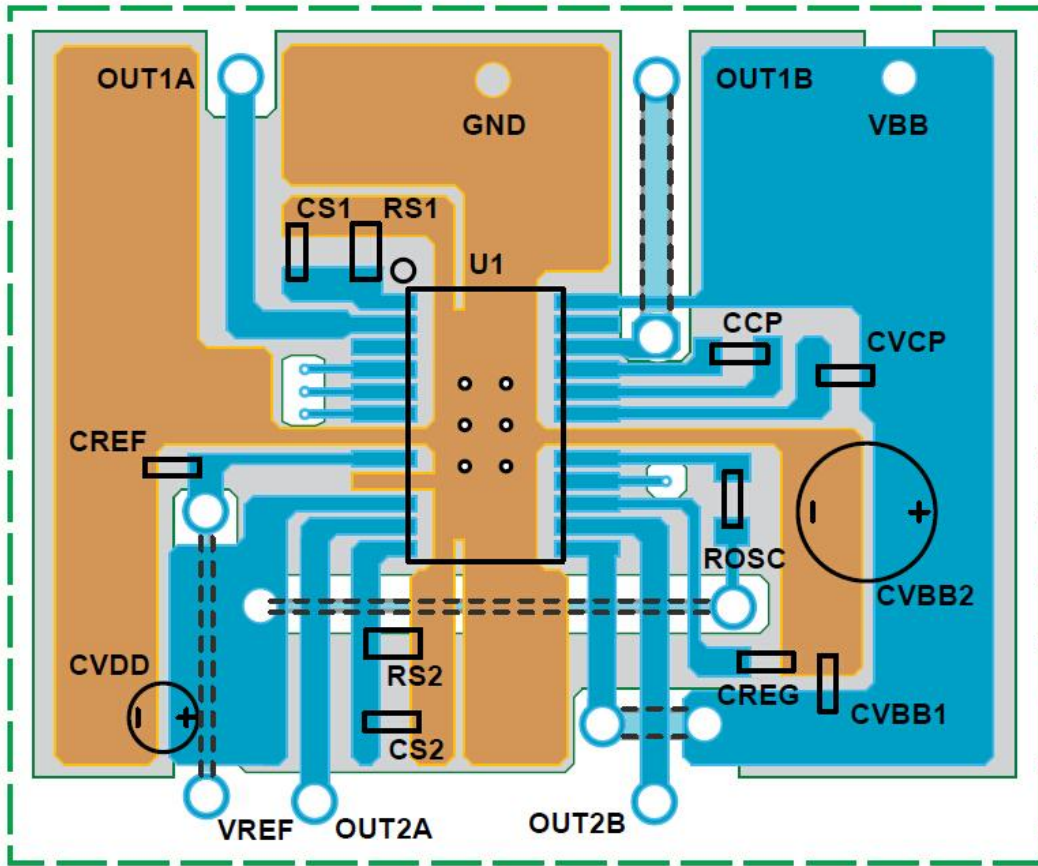 OUT1A
OUT1B
GND
VBB
CS1 RS1
U1
CCP
CVCP
CREF
ROSC
CVBB2
CVDD
RS2
CREG
CVBB1
CS2
VREF
OUT2A
OUT2B
- +
- +